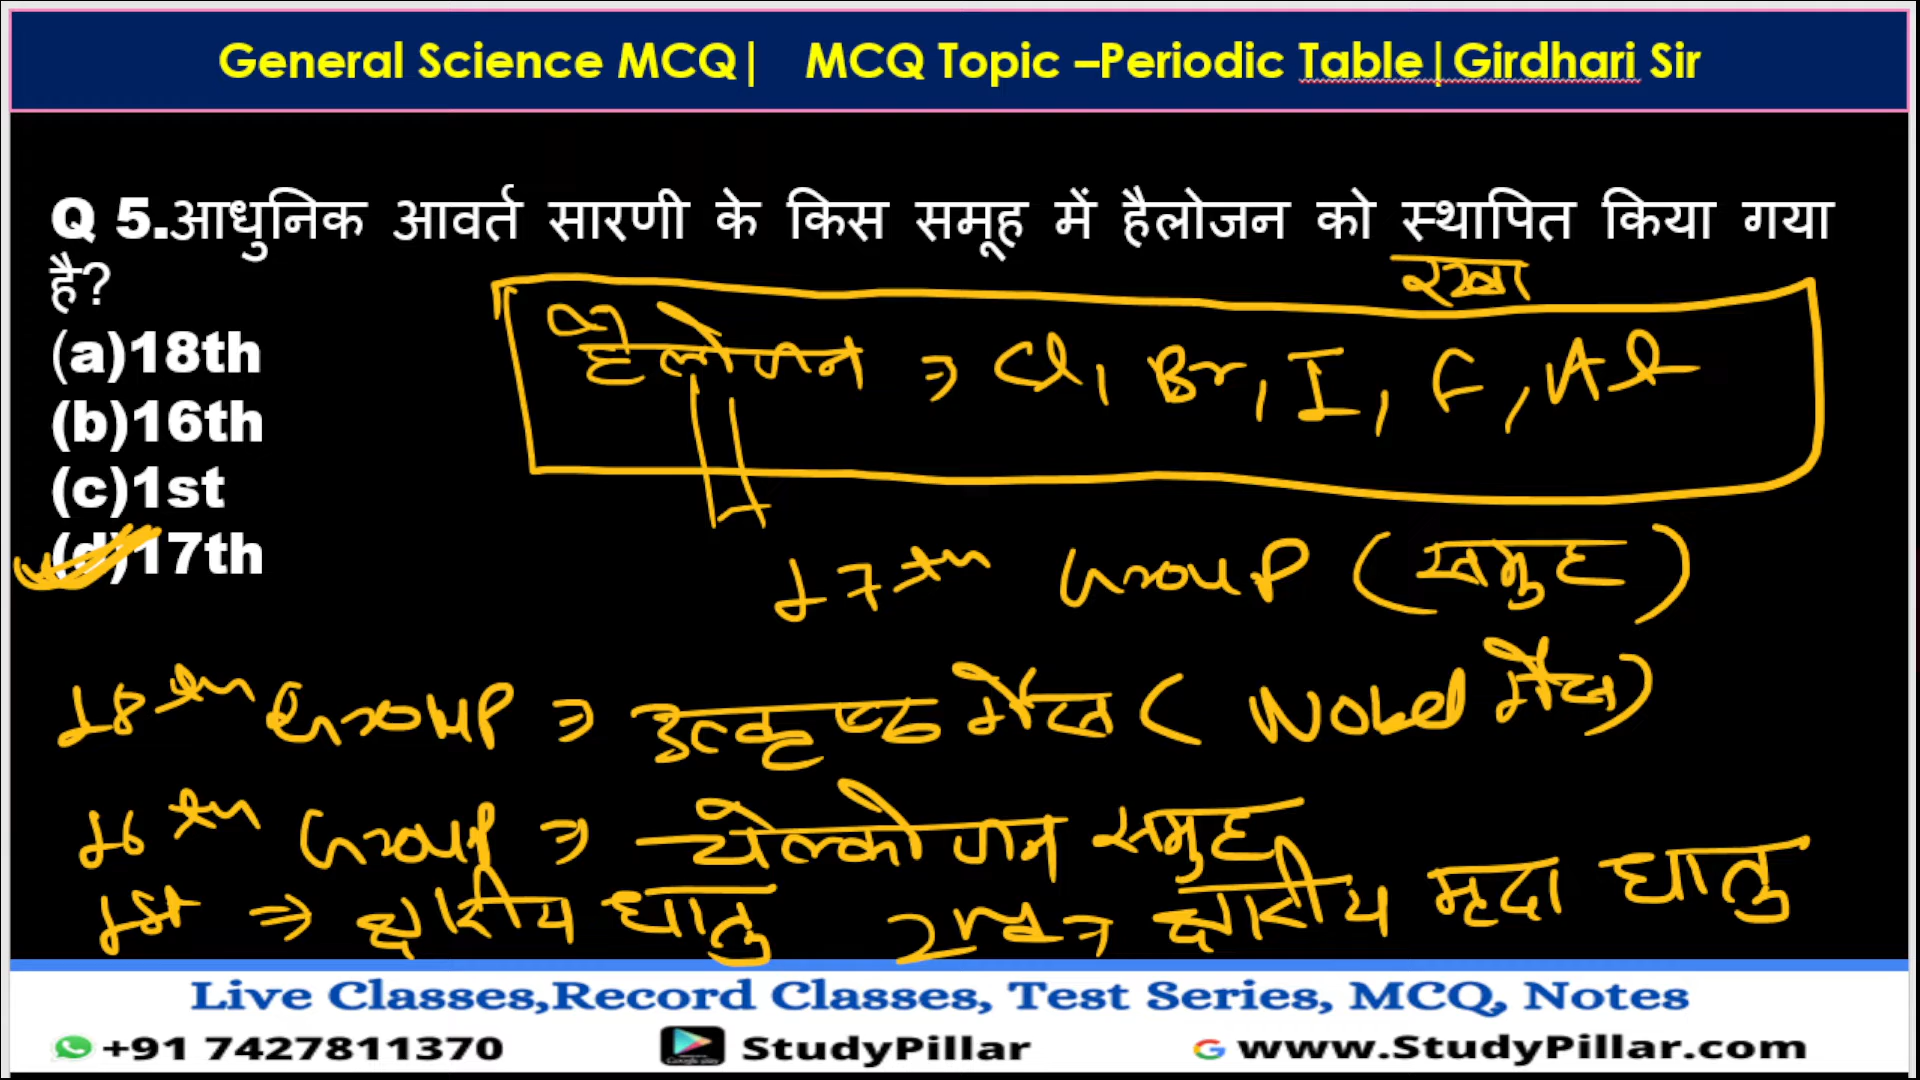 General Science MCQ| MCQ Topic –Periodic Table|Girdhari Sir
Q 5.आधुनिक आवर्त सारणी के किस समूह में हैलोजन को स्थापित किया गया
है?
रखा
(a)18th
हैलोजन ⇒ Cl, Br, I, F, At
(b)16th
(c)1st
(d)17th
17th Group (समुह)
18th Group ⇒ उत्कृष्ठ गैस (Nobel गैस)
16th Group ⇒ चेल्कोजन समुह
1st ⇒ क्षारीय धातु 2nd ⇒ क्षारीय मृदा धातु
Live Classes,Record Classes, Test Series, MCQ, Notes
+91 7427811370 StudyPillar www.StudyPillar.com